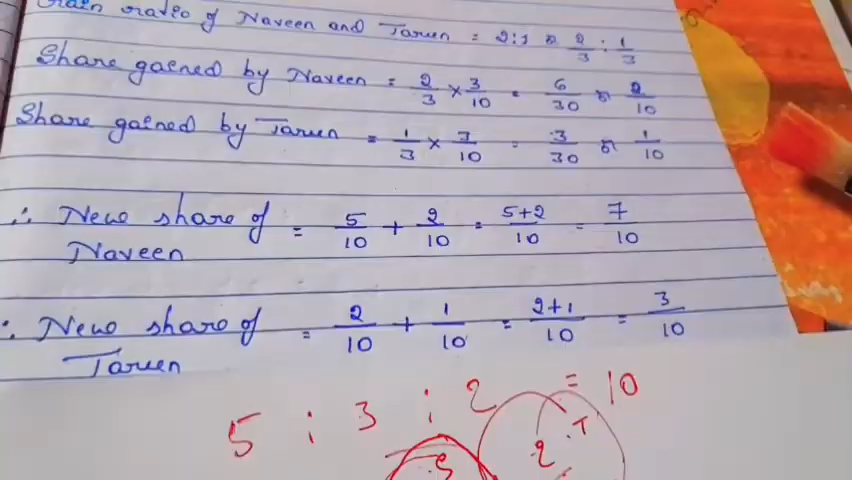 Gain ratio of Naveen and Tarun = 2:1 or 2/3 : 1/3
Share gained by Naveen = 2/3 × 3/10 = 6/30 or 2/10
Share gained by Tarun = 1/3 × 3/10 = 3/30 or 1/10
∴ New share of Naveen = 5/10 + 2/10 = 5+2/10 = 7/10
∴ New share of Tarun = 2/10 + 1/10 = 2+1/10 = 3/10
5 : 3 : 2 = 10
3 2 T